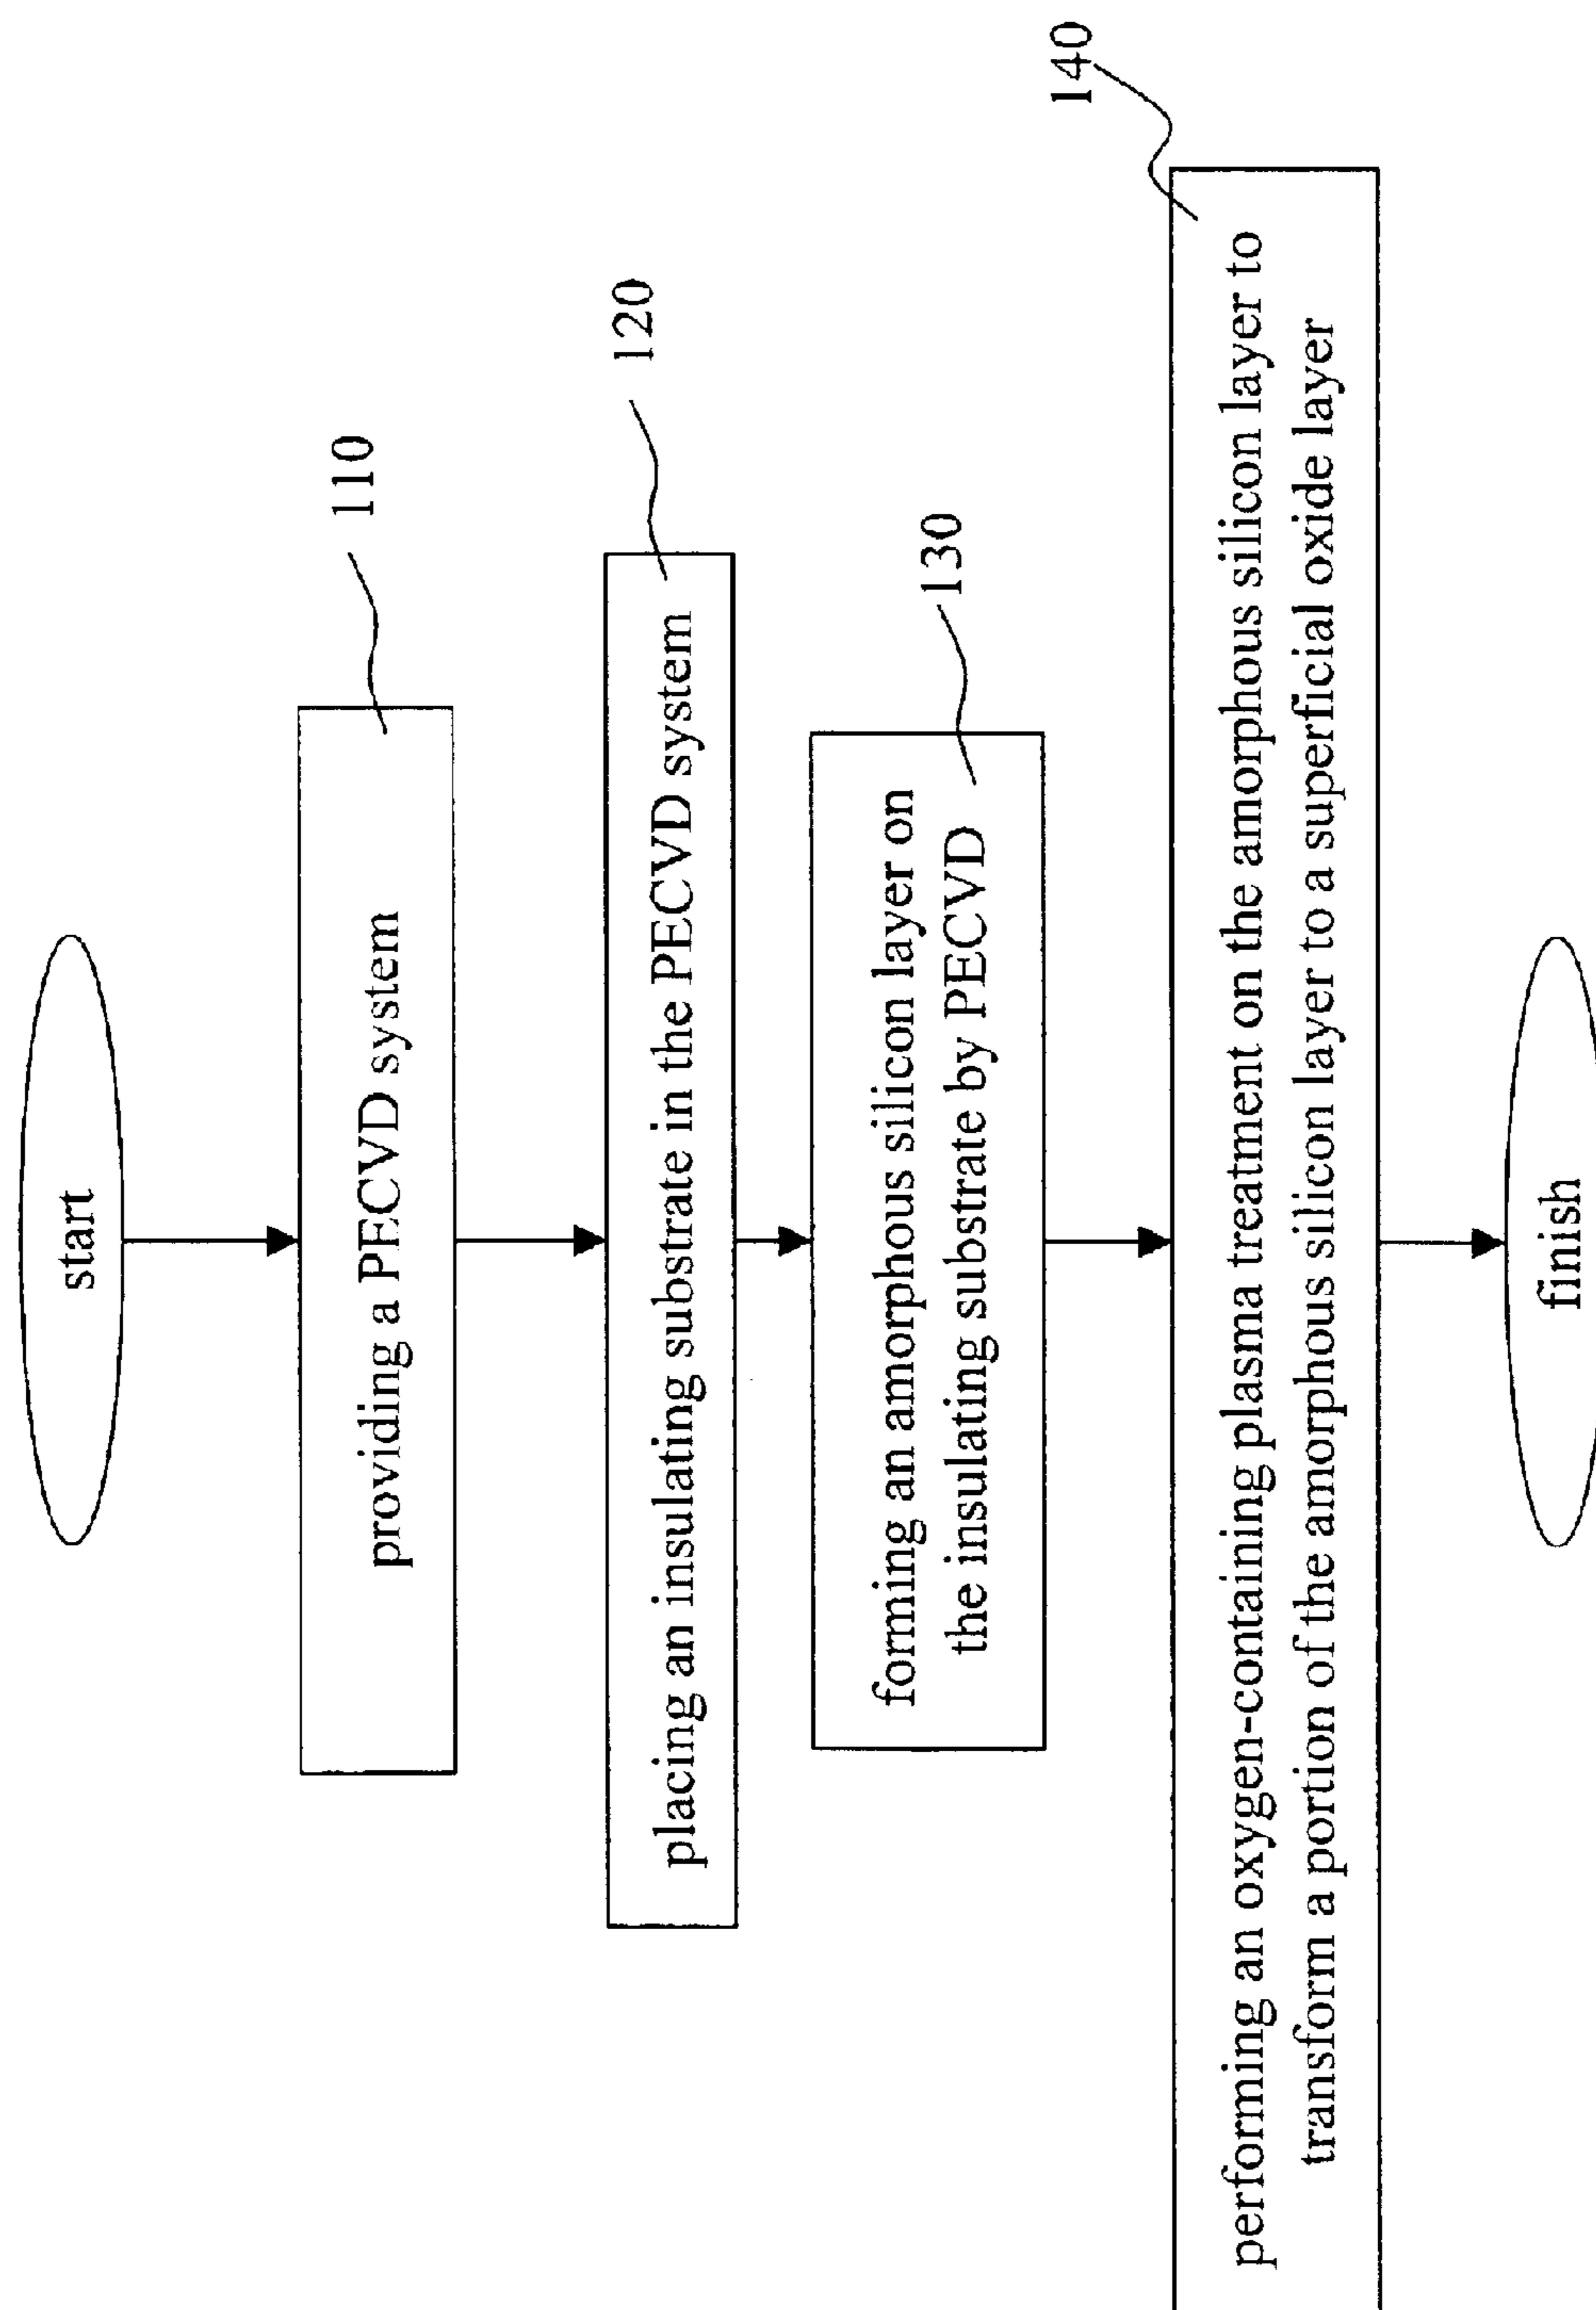 start
110
providing a PECVD system
120
placing an insulating substrate in the PECVD system
130
forming an amorphous silicon layer on
the insulating substrate by PECVD
140
performing an oxygen-containing plasma treatment on the amorphous silicon layer to
transform a portion of the amorphous silicon layer to a superficial oxide layer
finish